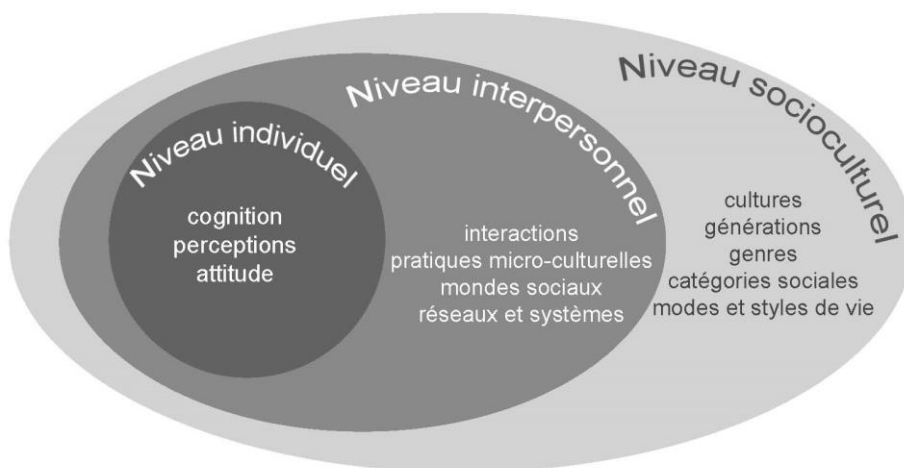 Niveau individuel
cognition
perceptions
attitude
Niveau interpersonnel
interactions
pratiques micro-culturelles
mondes sociaux
réseaux et systèmes
Niveau socioculturel
cultures
générations
genres
catégories sociales
modes et styles de vie